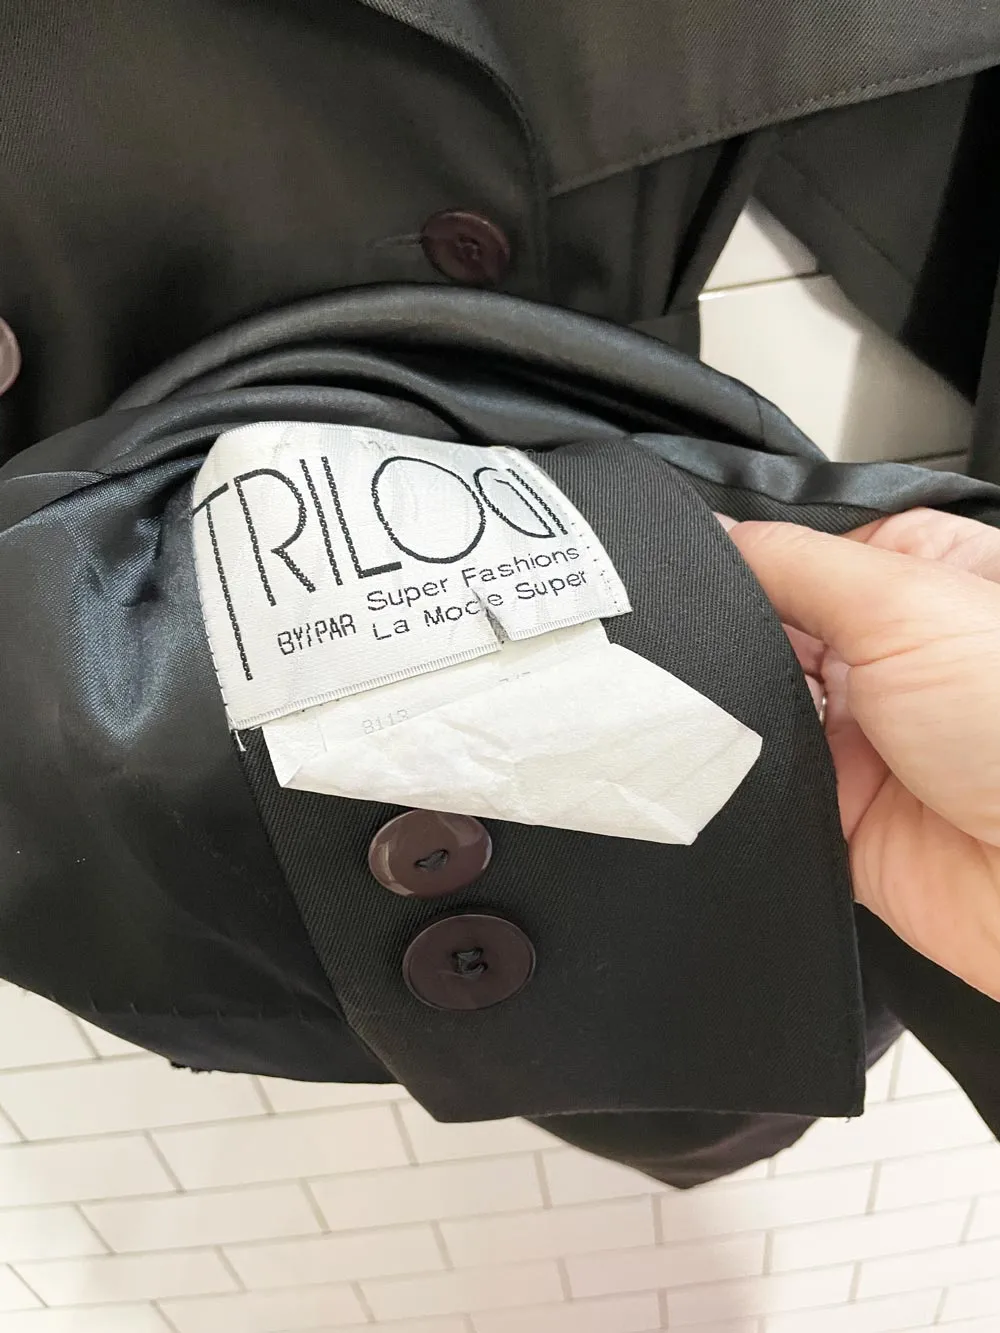 TRILOGI
BY/PAR Super Fashions
La Mode Super
8113